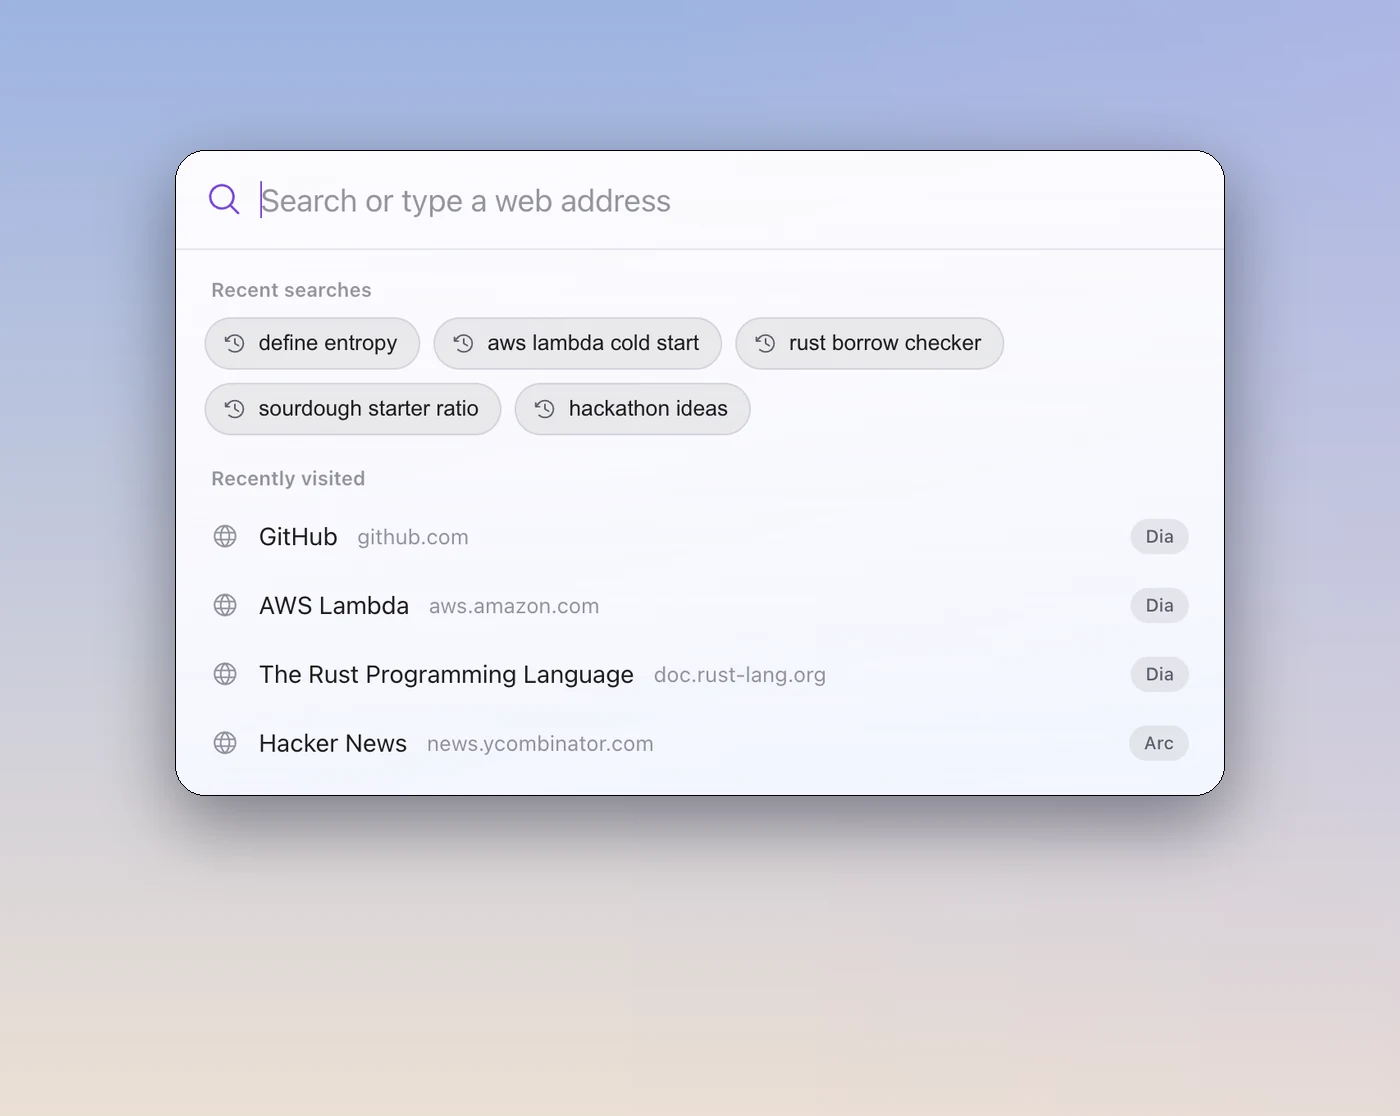 Search or type a web address
Recent searches
define entropy aws lambda cold start rust borrow checker
sourdough starter ratio hackathon ideas
Recently visited
GitHub github.com Dia
AWS Lambda aws.amazon.com Dia
The Rust Programming Language doc.rust-lang.org Dia
Hacker News news.ycombinator.com Arc